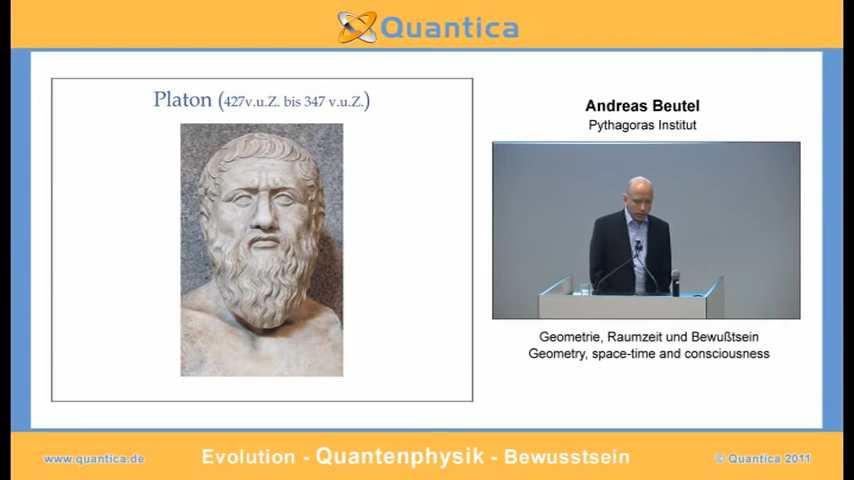 Quantica
Platon (427v.u.Z. bis 347 v.u.Z.)
Andreas Beutel
Pythagoras Institut
Geometrie, Raumzeit und Bewußtsein
Geometry, space-time and consciousness
www.quantica.de
Evolution - Quantenphysik - Bewusstsein
© Quantica 2011